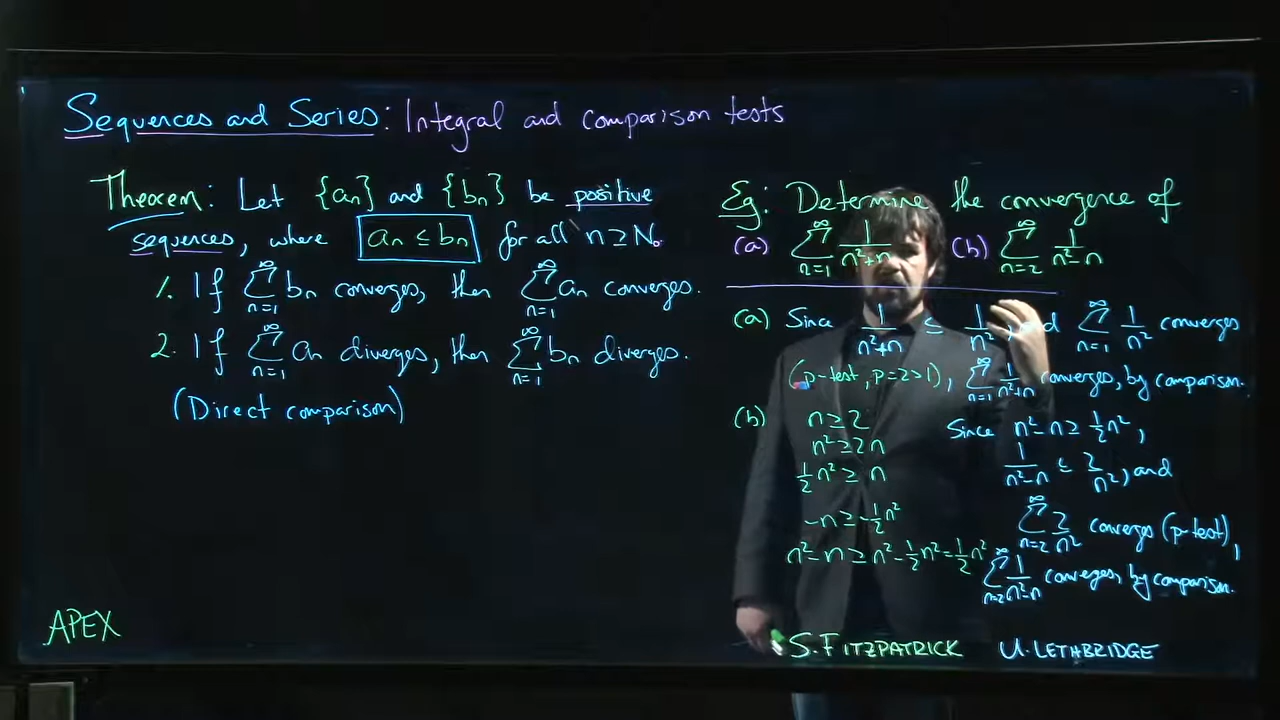 Sequences and Series: Integral and comparison tests
Theorem: Let {aₙ} and {bₙ} be positive
sequences, where aₙ ≤ bₙ for all n ≥ N.
1. If ∑_{n=1}^{∞} bₙ converges, then ∑_{n=1}^{∞} aₙ converges.
2. If ∑_{n=1}^{∞} aₙ diverges, then ∑_{n=1}^{∞} bₙ diverges.
(Direct comparison)
APEX
Eg: Determine the convergence of
(a) ∑_{n=1}^{∞} 1/(n²+n) (b) ∑_{n=2}^{∞} 1/(n²-n)
(a) Since 1/(n²+n) ≤ 1/n², and ∑_{n=1}^{∞} 1/n² converges
(p-test, p=2>1), ∑_{n=1}^{∞} 1/(n²+n) converges, by comparison.
(b) n ≥ 2
n² ≥ 2n
½n² ≥ n
-n ≥ -½n²
n²-n ≥ n²-½n² = ½n²
Since n²-n ≥ ½n²,
1/(n²-n) ≤ 2/n², and
∑_{n=2}^{∞} 2/n² converges (p-test),
∑_{n=2}^{∞} 1/(n²-n) converges, by comparison.
S. FITZPATRICK U. LETHBRIDGE